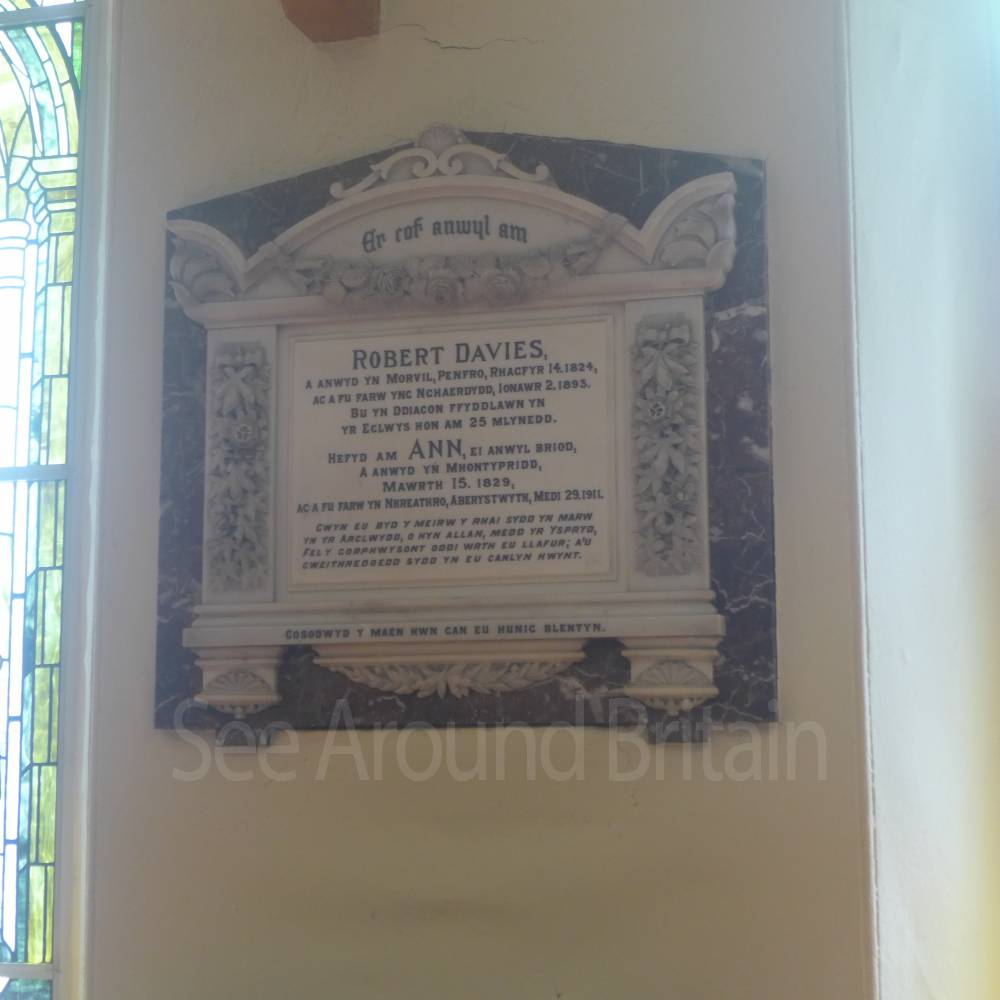 Er cof anwyl am
ROBERT DAVIES,
A ANWYD YN MORVIL, PENFRO, RHAGFYR 14. 1824,
AC A FU FARW YNG NGHAERDYDD, IONAWR 2. 1893.
BU YN DDIACON FFYDDLAWN YN
YR EGLWYS HON AM 25 MLYNEDD.
HEFYD AM ANN, EI ANWYL BRIOD,
A ANWYD YN MHONTYPRIDD,
MAWRTH 15. 1829,
AC A FU FARW YN NHREATHRO, ABERYSTWYTH, MEDI 29. 1911.
GWYN EU BYD Y MEIRW Y RHAI SYDD YN MARW
YN YR ARGLWYDD, O HYN ALLAN, MEDD YR YSPRYD,
FEL Y GORPHWYSONT ODDI WRTH EU LLAFUR; A'U
GWEITHREDOEDD SYDD YN EU CANLYN HWYNT.
GOSODWYD Y MAEN HWN GAN EU HUNIG BLENTYN.
See Around Britain